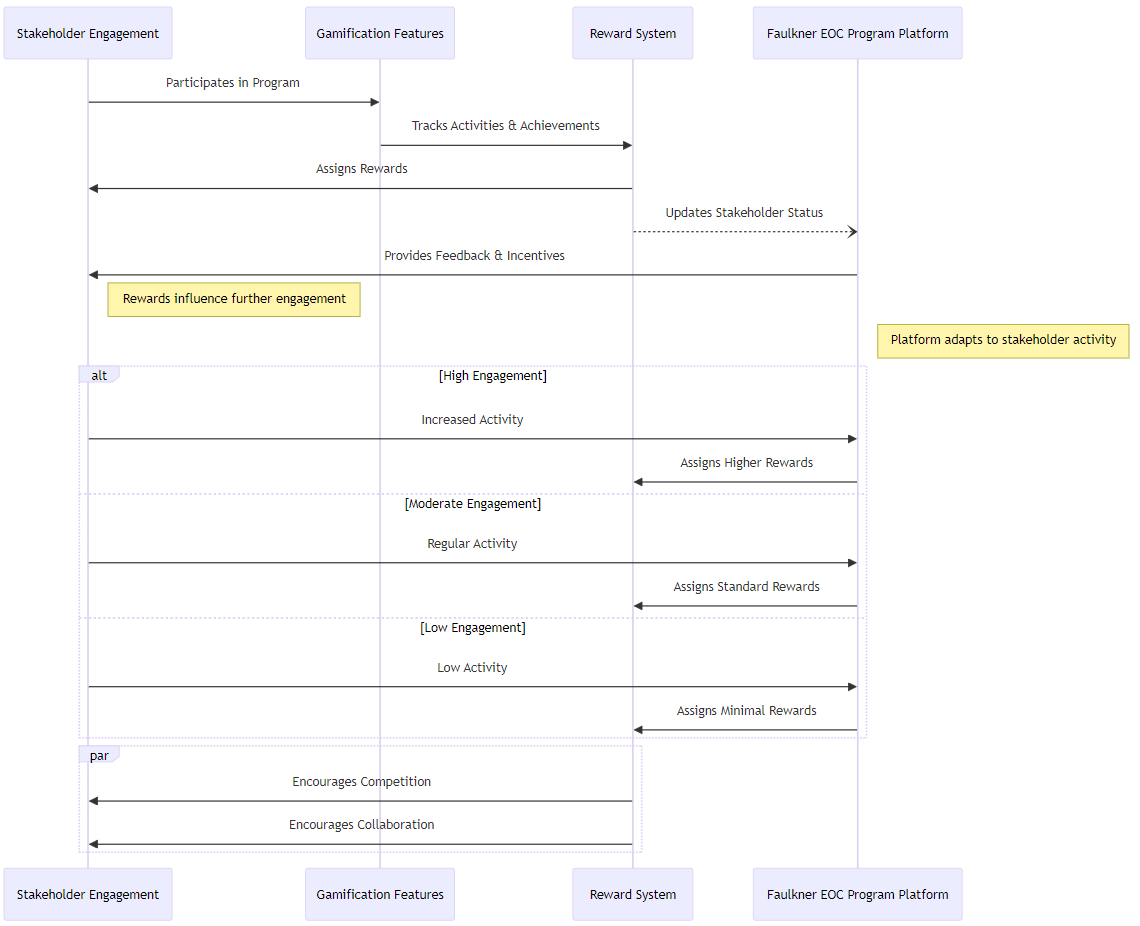 Stakeholder Engagement
Gamification Features
Reward System
Faulkner EOC Program Platform
Participates in Program
Tracks Activities & Achievements
Assigns Rewards
Updates Stakeholder Status
Provides Feedback & Incentives
Rewards influence further engagement
Platform adapts to stakeholder activity
alt
[High Engagement]
Increased Activity
Assigns Higher Rewards
[Moderate Engagement]
Regular Activity
Assigns Standard Rewards
[Low Engagement]
Low Activity
Assigns Minimal Rewards
par
Encourages Competition
Encourages Collaboration
Stakeholder Engagement
Gamification Features
Reward System
Faulkner EOC Program Platform